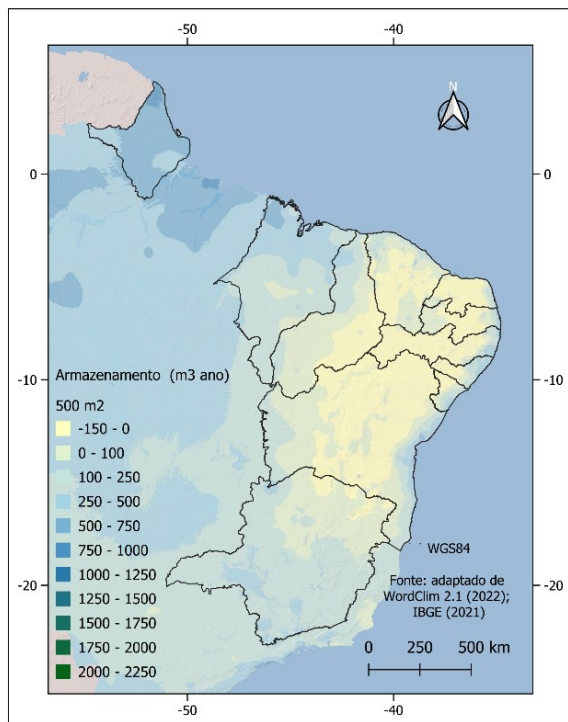 -50
-40
N
0
0
-10
-10
Armazenamento (m3 ano)
500 m2
-150 - 0
0 - 100
100 - 250
250 - 500
500 - 750
750 - 1000
1000 - 1250
1250 - 1500
1500 - 1750
1750 - 2000
2000 - 2250
WGS84
-20
-20
Fonte: adaptado de
WordClim 2.1 (2022);
IBGE (2021)
0 250 500 km
-50
-40